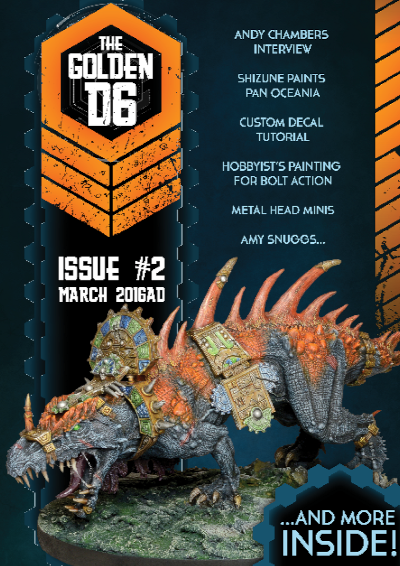 THE
GOLDEN
D6
ISSUE #2
MARCH 2016AD
ANDY CHAMBERS
INTERVIEW
SHIZUNE PAINTS
PAN OCEANIA
CUSTOM DECAL
TUTORIAL
HOBBYIST'S PAINTING
FOR BOLT ACTION
METAL HEAD MINIS
AMY SNUGGS...
...AND MORE
INSIDE!